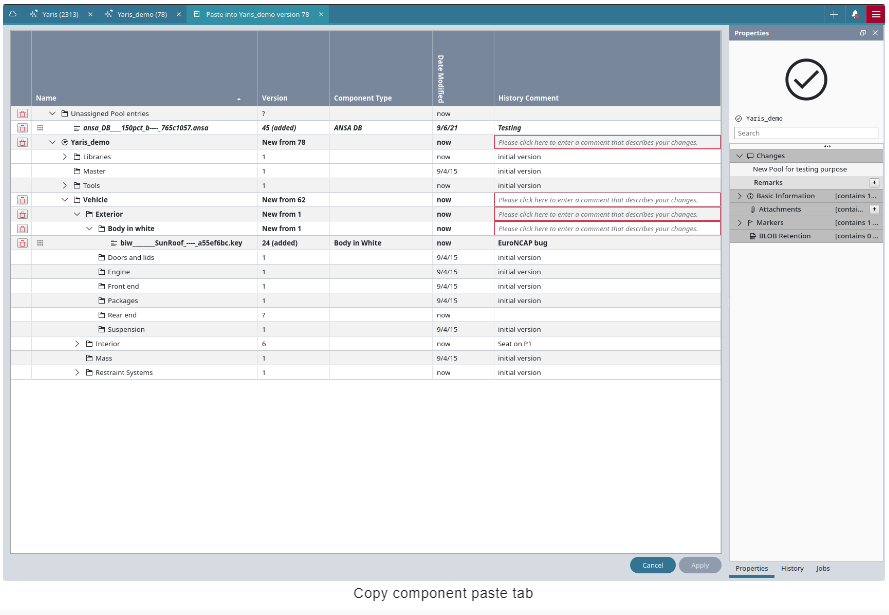 Yaris (2313) × Yaris_demo (78) × Paste into Yaris_demo version 78 ×
Name Version Component Type Date Modified History Comment
Unassigned Pool entries ? now
ansa_DB___150pct_b----_765c1057.ansa 45 (added) ANSA DB 9/6/21 Testing
Yaris_demo New from 78 now Please click here to enter a comment that describes your changes.
Libraries 1 now initial version
Master 1 9/4/15 initial version
Tools 1 now initial version
Vehicle New from 62 now Please click here to enter a comment that describes your changes.
Exterior New from 1 now Please click here to enter a comment that describes your changes.
Body in white New from 1 now Please click here to enter a comment that describes your changes.
biw______SunRoof_----_a55ef6bc.key 24 (added) Body in White now EuroNCAP bug
Doors and lids 1 9/4/15 initial version
Engine 1 9/4/15 initial version
Front end 1 9/4/15 initial version
Packages 1 9/4/15 initial version
Rear end ? now
Suspension 1 9/4/15 initial version
Interior 6 now Seat on P1
Mass 1 9/4/15 initial version
Restraint Systems 1 now initial version
Cancel Apply
Properties
Yaris_demo
Search
Changes
New Pool for testing purpose
Remarks
Basic Information [contains 1...
Attachments [contai...
Markers [contains 1 ...
BLOB Retention [contains 0 ...
Properties History Jobs
Copy component paste tab